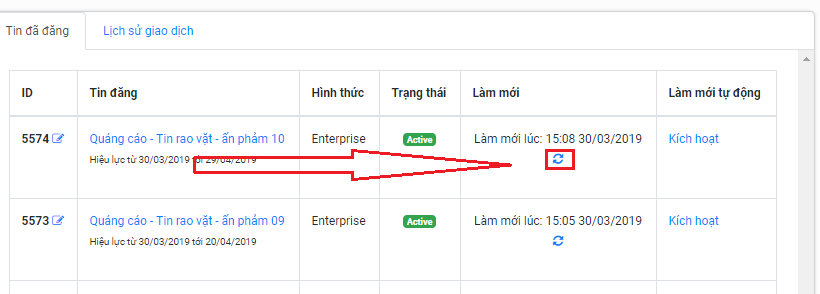 Tin đã đăng
Lịch sử giao dịch
ID Tin đăng Hình thức Trạng thái Làm mới Làm mới tự động
5574 Quảng cáo - Tin rao vặt - ấn phẩm 10 Enterprise Active Làm mới lúc: 15:08 30/03/2019 Kích hoạt
Hiệu lực từ 30/03/2019 tới 29/04/2019
5573 Quảng cáo - Tin rao vặt - ấn phẩm 09 Enterprise Active Làm mới lúc: 15:05 30/03/2019 Kích hoạt
Hiệu lực từ 30/03/2019 tới 20/04/2019